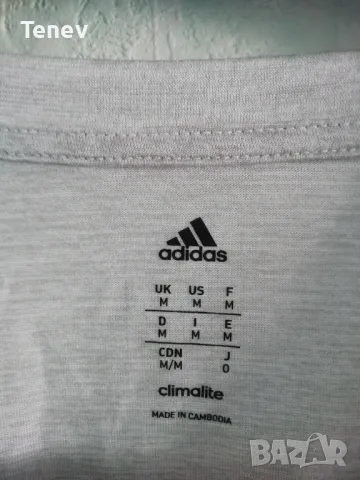 Tenev
adidas
UK US F
M M M
D I E
M M M
CDN J
M/M O
climalite
MADE IN CAMBODIA
BAZAR